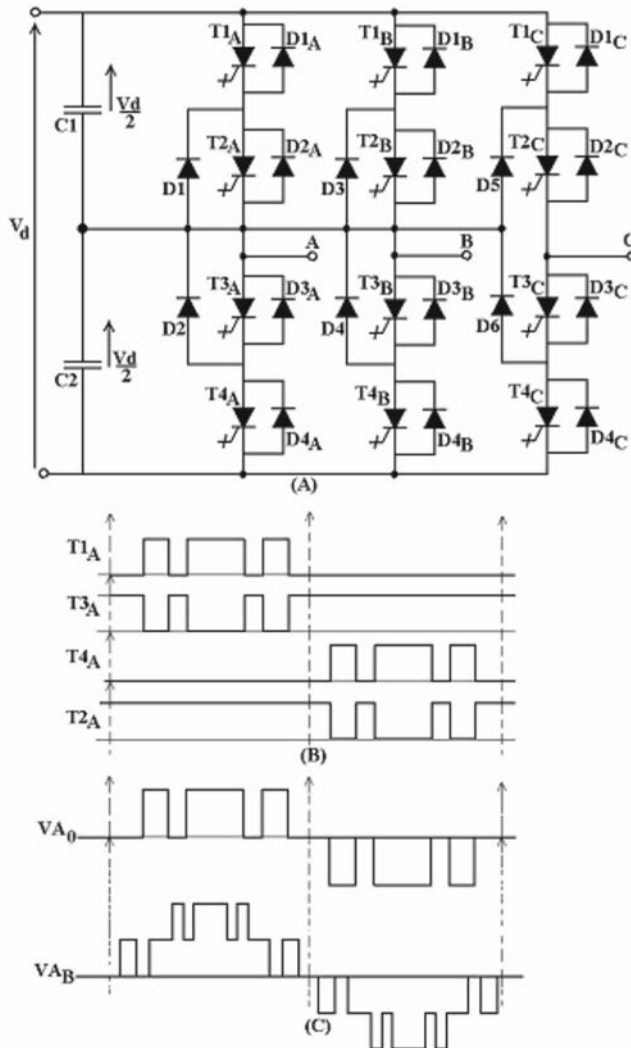 T1A D1A T1B D1B T1C D1C
Vd/2
C1
T2A D2A T2B D2B T2C D2C
D1 D3 D5
Vd
A B C
T3A D3A T3B D3B T3C D3C
D2 D4 D6
Vd/2
C2
T4A T4B T4C
D4A D4B D4C
(A)
T1A
T3A
T4A
T2A
(B)
VA0
VAB
(C)